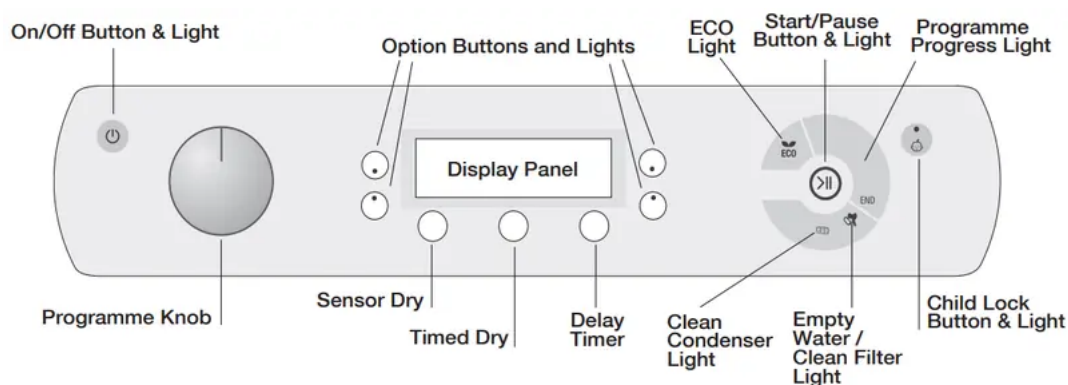 On/Off Button & Light
Option Buttons and Lights
ECO
Light
Start/Pause
Button & Light
Programme
Progress Light
ECO
Display Panel
END
Programme Knob
Sensor Dry
Timed Dry
Delay
Timer
Clean
Condenser
Light
Empty
Water /
Clean Filter
Light
Child Lock
Button & Light